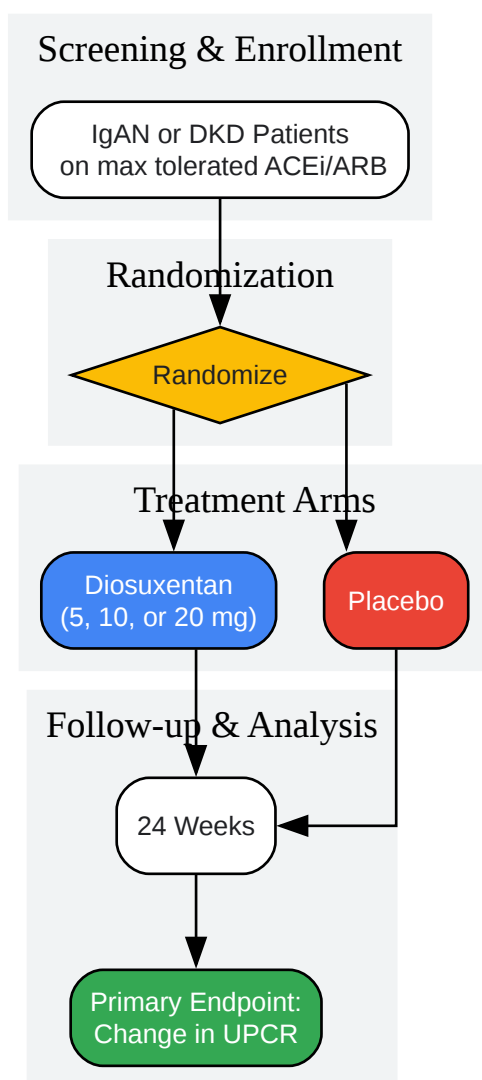 Screening & Enrollment
IgAN or DKD Patients
on max tolerated ACEi/ARB
Randomization
Randomize
Treatment Arms
Diosuxentan
(5, 10, or 20 mg)
Placebo
Follow-up & Analysis
24 Weeks
Primary Endpoint:
Change in UPCR